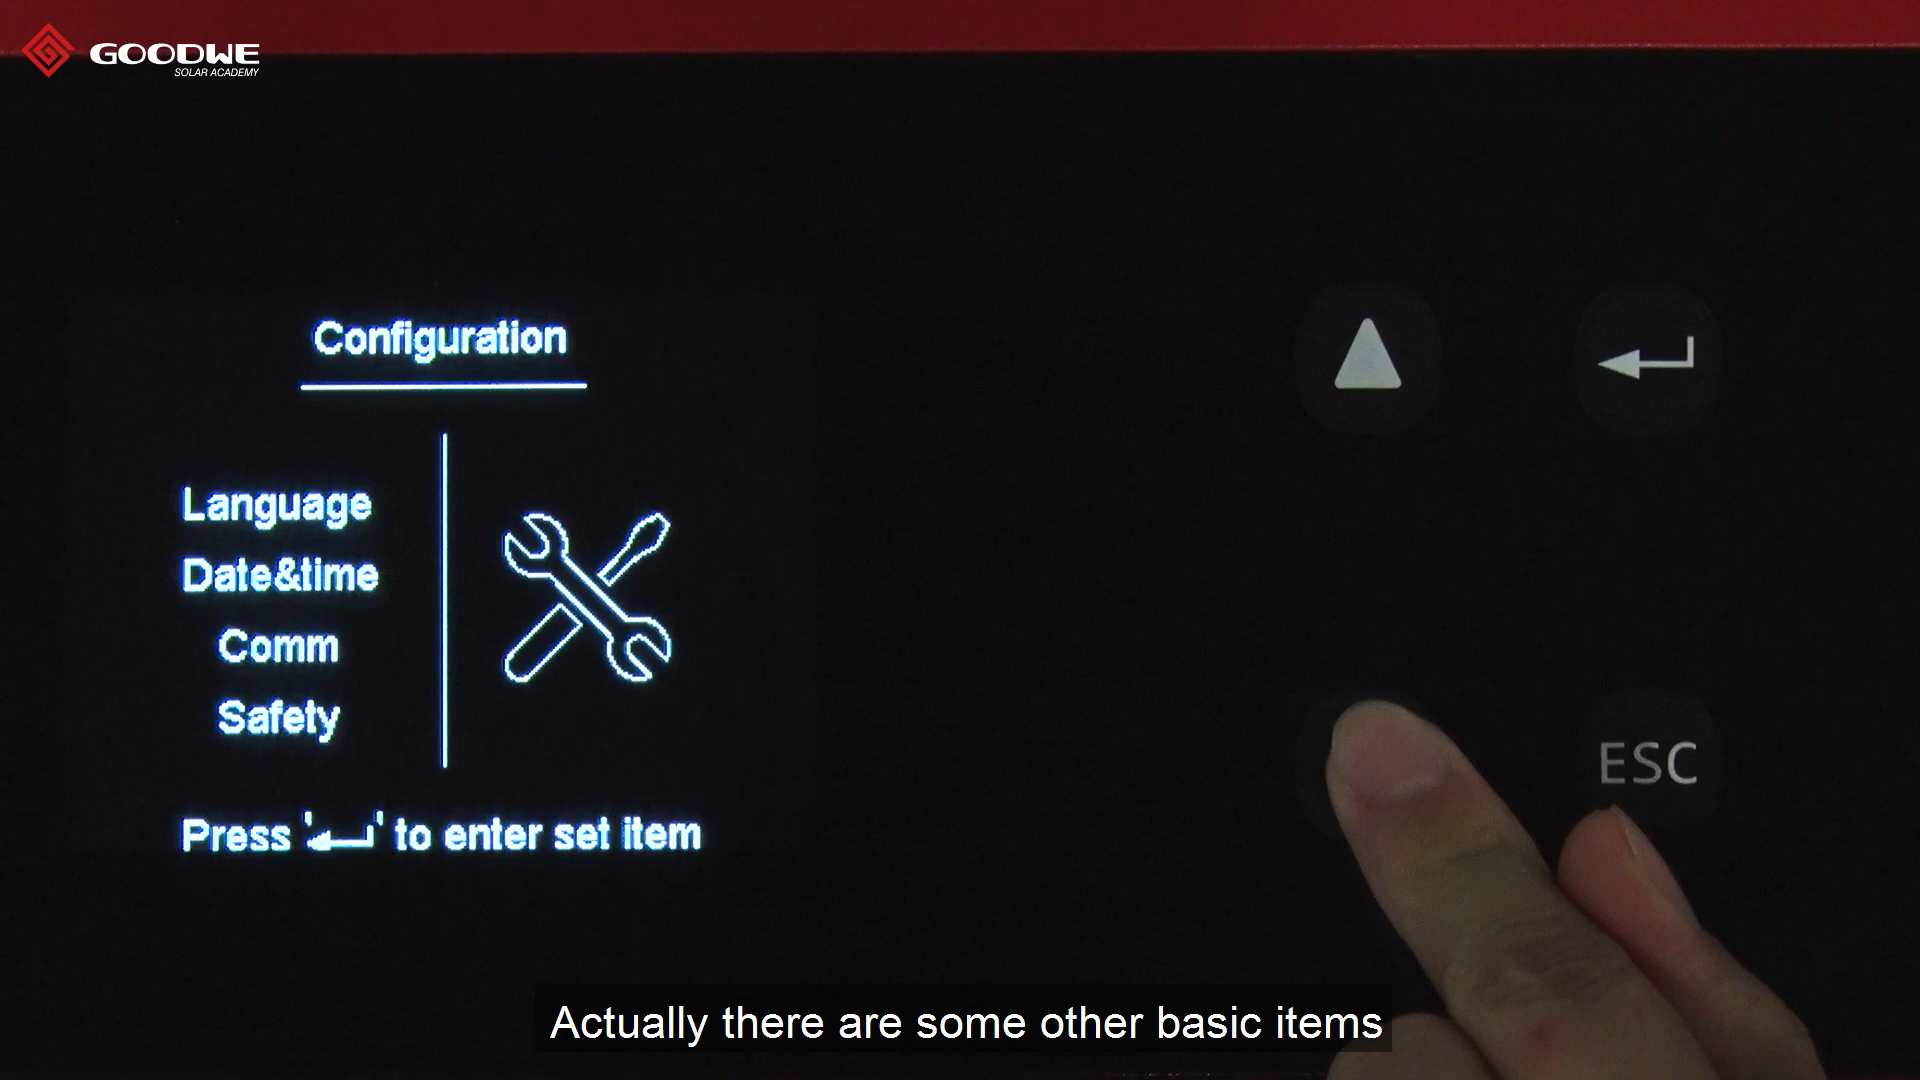 GOODWE
SOLAR ACADEMY
Configuration
Language
Date&time
Comm
Safety
Press '↵' to enter set item
ESC
Actually there are some other basic items